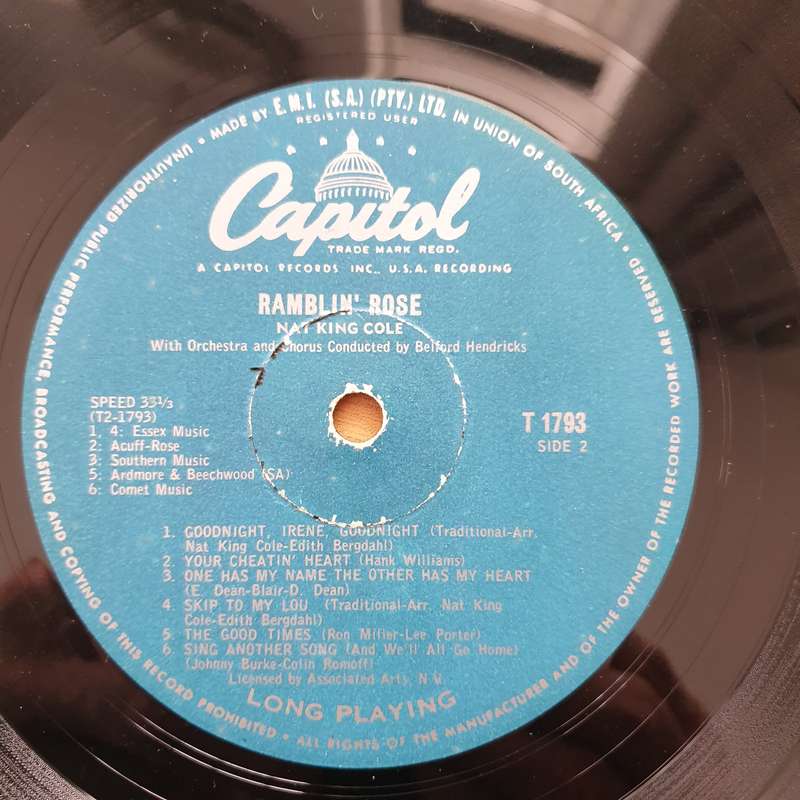 UNAUTHORIZED PUBLIC PERFORMANCE, BROADCASTING AND COPYING OF THIS RECORD PROHIBITED • ALL RIGHTS OF THE MANUFACTURER AND OF THE OWNER OF THE RECORDED WORK ARE RESERVED • MADE BY E.M.I. (S.A.) (PTY.) LTD. IN UNION OF SOUTH AFRICA •
REGISTERED USER
Capitol
TRADE MARK REGD.
A CAPITOL RECORDS INC., U.S.A. RECORDING
RAMBLIN' ROSE
NAT KING COLE
With Orchestra and Chorus Conducted by Belford Hendricks
SPEED 33⅓
(T2-1793)
1, 4: Essex Music
2: Acuff-Rose
3: Southern Music
5: Ardmore & Beechwood (SA)
6: Comet Music
T 1793
SIDE 2
1. GOODNIGHT, IRENE, GOODNIGHT (Traditional-Arr.
Nat King Cole-Edith Bergdahl)
2. YOUR CHEATIN' HEART (Hank Williams)
3. ONE HAS MY NAME THE OTHER HAS MY HEART
(E. Dean-Blair-D. Dean)
4. SKIP TO MY LOU (Traditional-Arr. Nat King
Cole-Edith Bergdahl)
5. THE GOOD TIMES (Ron Miller-Lee Porter)
6. SING ANOTHER SONG (And We'll All Go Home)
(Johnny Burke-Colin Romoff)
Licensed by Associated Arts, N.V.
LONG PLAYING